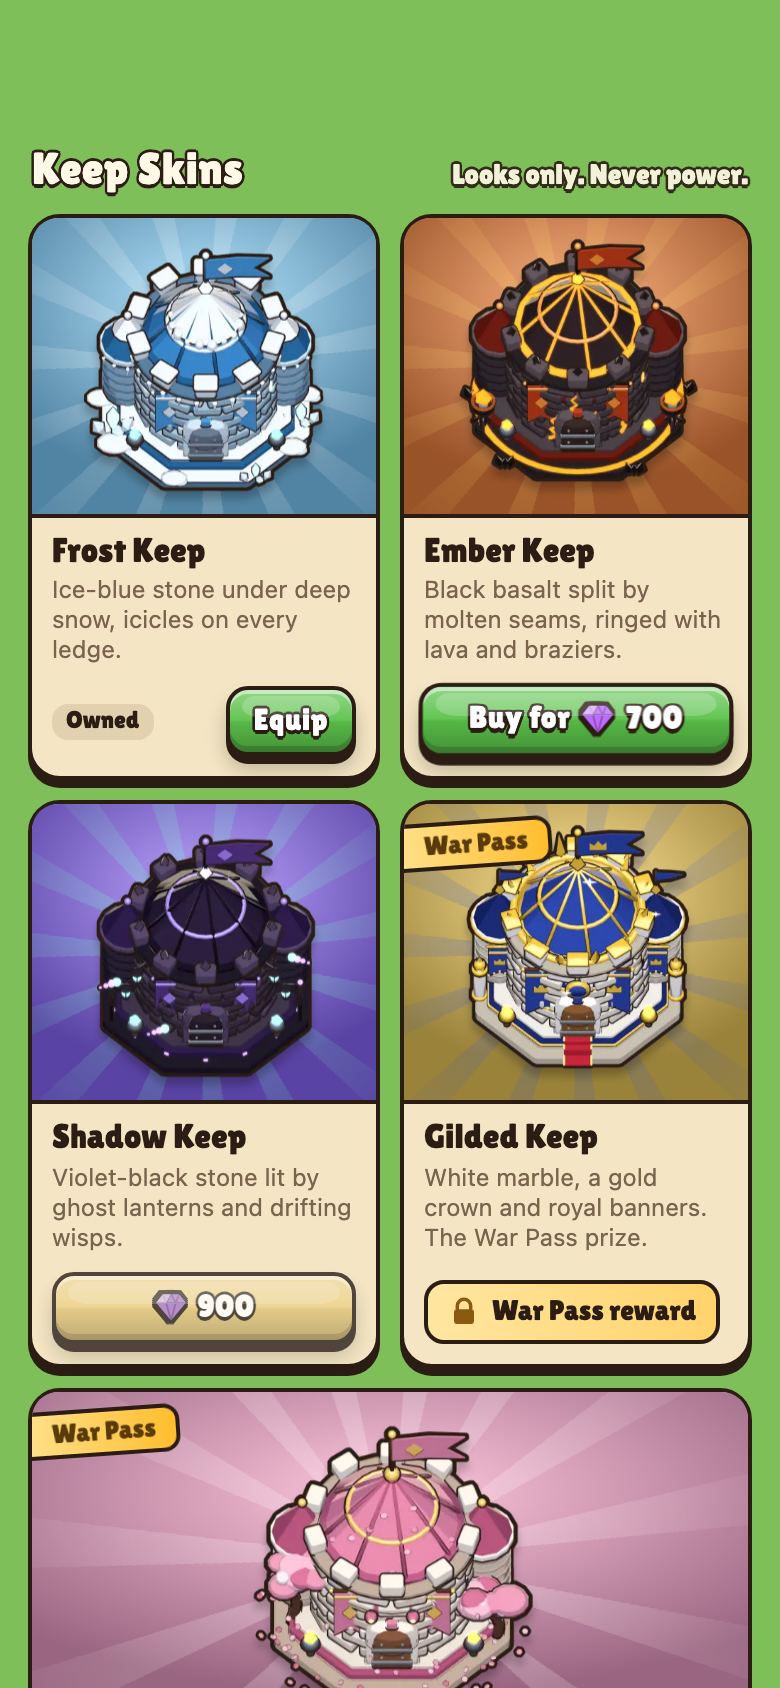 Keep Skins
Looks only. Never power.
Frost Keep
Ice-blue stone under deep
snow, icicles on every
ledge.
Owned
Equip
Ember Keep
Black basalt split by
molten seams, ringed with
lava and braziers.
Buy for 700
Shadow Keep
Violet-black stone lit by
ghost lanterns and drifting
wisps.
900
War Pass
Gilded Keep
White marble, a gold
crown and royal banners.
The War Pass prize.
War Pass reward
War Pass